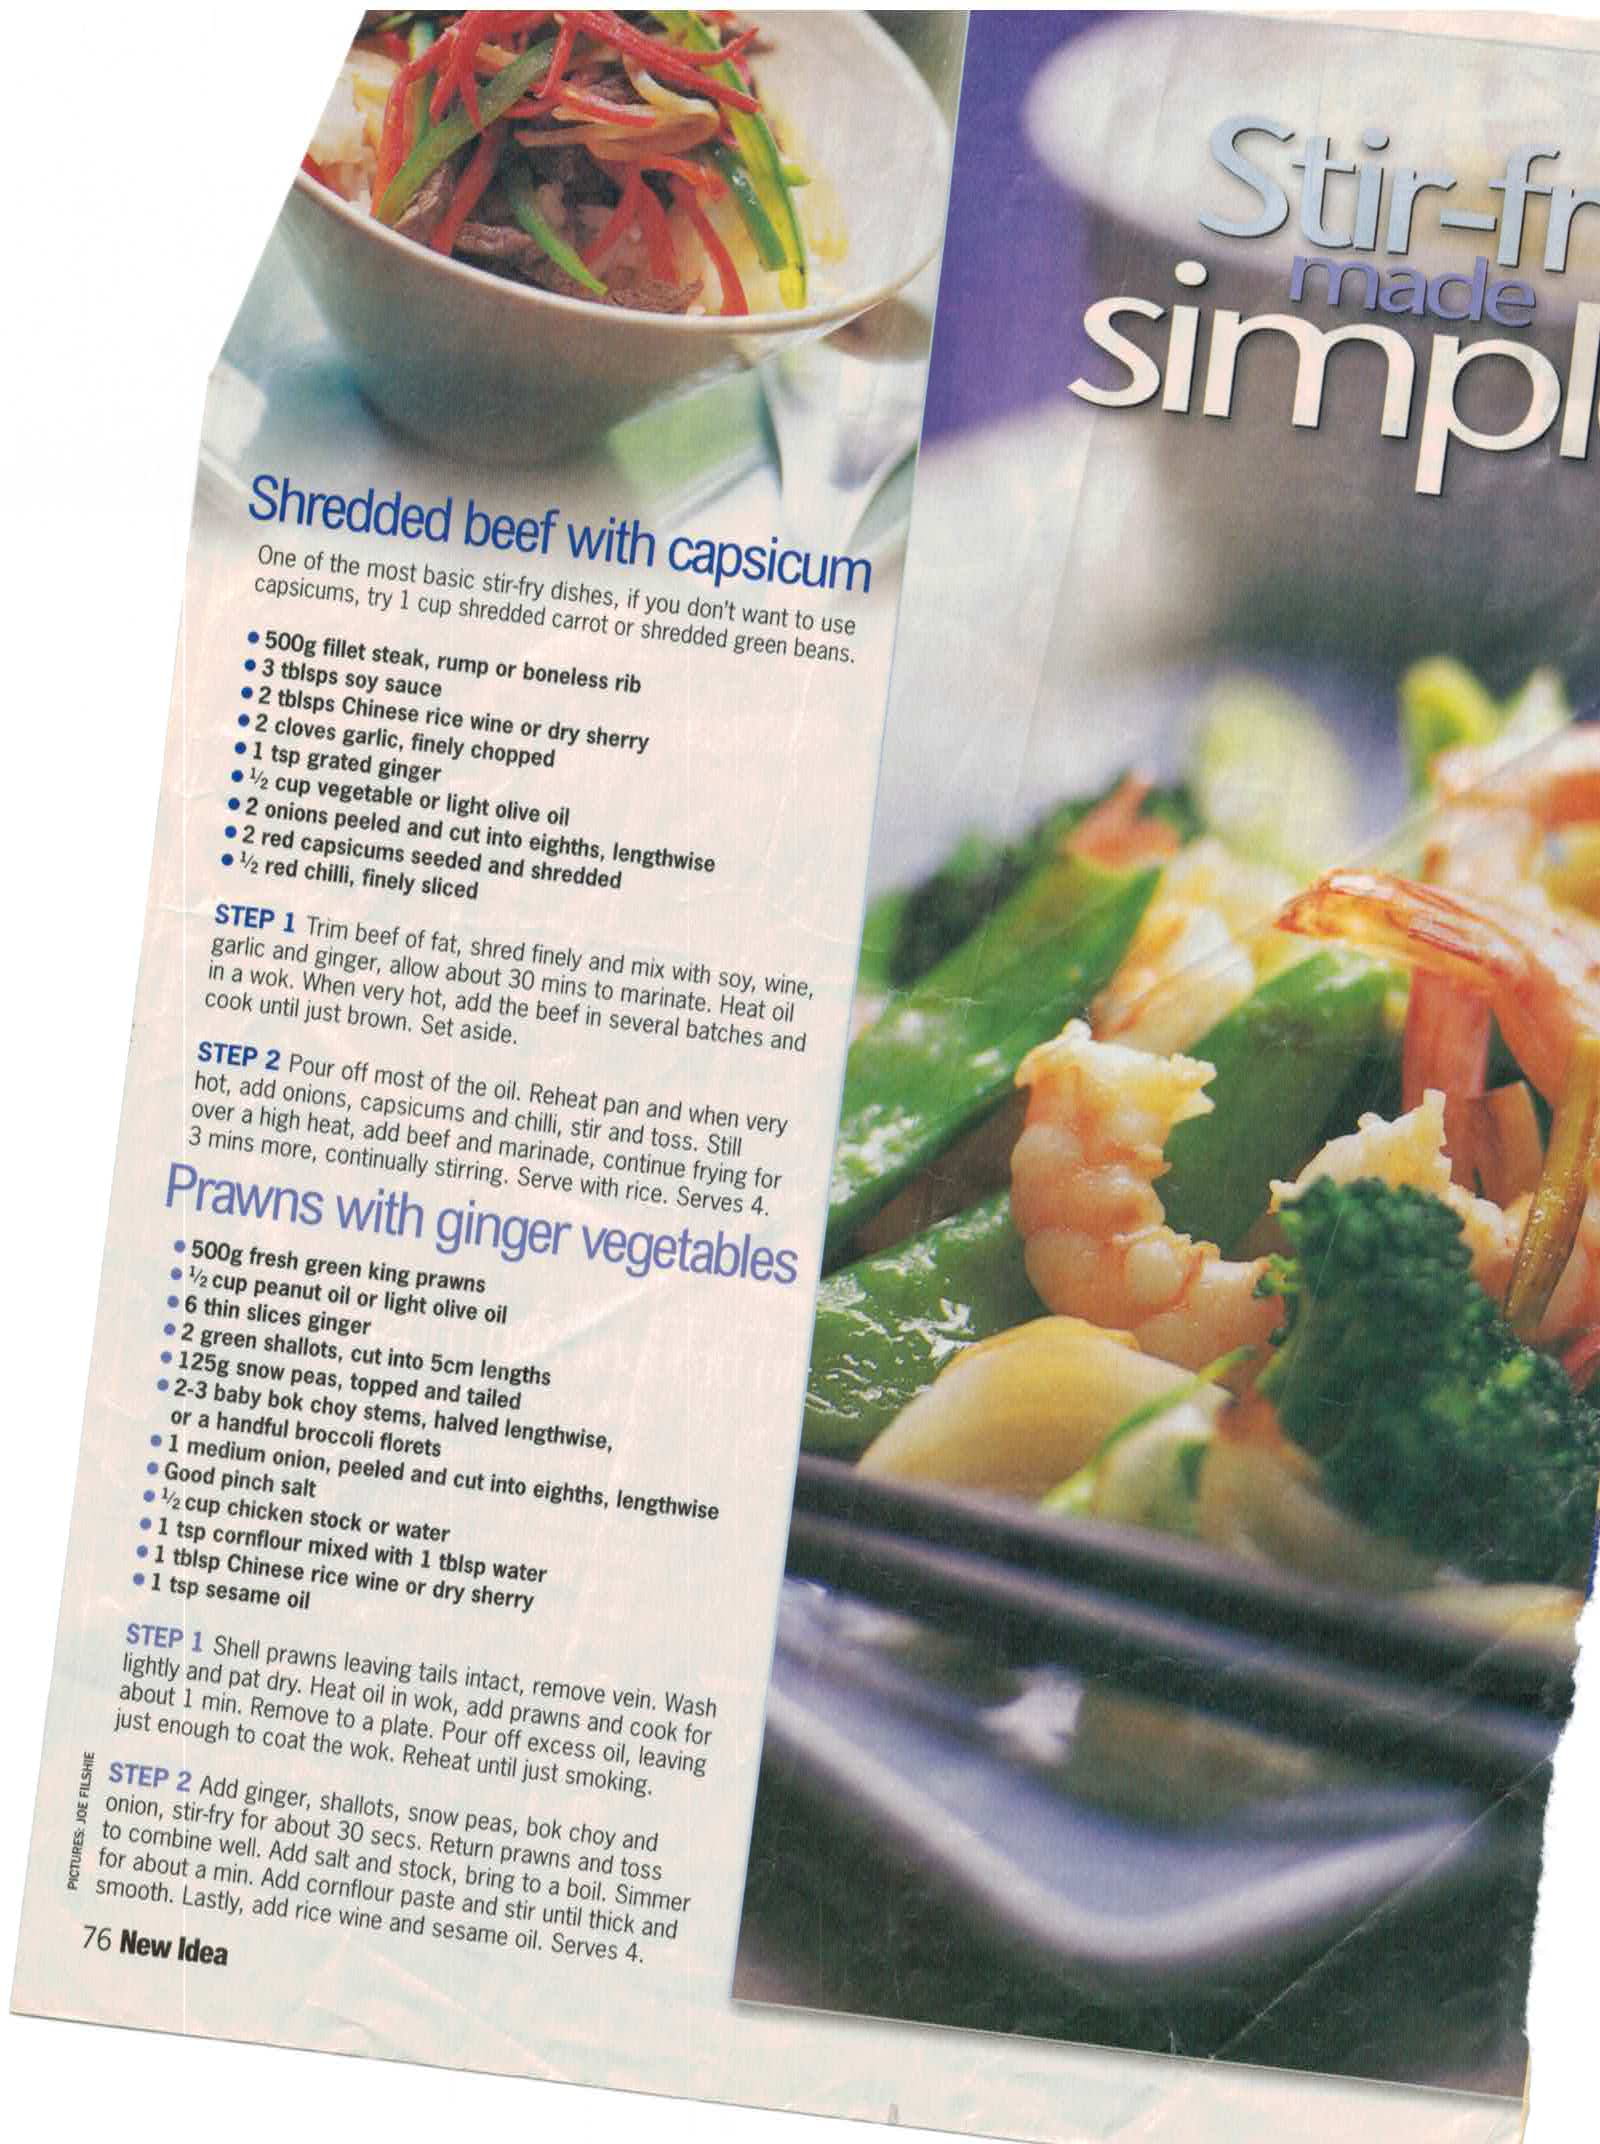 Stir-fr
made
simpl
Shredded beef with capsicum
One of the most basic stir-fry dishes, if you don't want to use
capsicums, try 1 cup shredded carrot or shredded green beans.
• 500g fillet steak, rump or boneless rib
• 3 tblsps soy sauce
• 2 tblsps Chinese rice wine or dry sherry
• 2 cloves garlic, finely chopped
• 1 tsp grated ginger
• ½ cup vegetable or light olive oil
• 2 onions peeled and cut into eighths, lengthwise
• 2 red capsicums seeded and shredded
• ½ red chilli, finely sliced
STEP 1 Trim beef of fat, shred finely and mix with soy, wine,
garlic and ginger, allow about 30 mins to marinate. Heat oil
in a wok. When very hot, add the beef in several batches and
cook until just brown. Set aside.
STEP 2 Pour off most of the oil. Reheat pan and when very
hot, add onions, capsicums and chilli, stir and toss. Still
over a high heat, add beef and marinade, continue frying for
3 mins more, continually stirring. Serve with rice. Serves 4.
Prawns with ginger vegetables
• 500g fresh green king prawns
• ½ cup peanut oil or light olive oil
• 6 thin slices ginger
• 2 green shallots, cut into 5cm lengths
• 125g snow peas, topped and tailed
• 2-3 baby bok choy stems, halved lengthwise,
or a handful broccoli florets
• 1 medium onion, peeled and cut into eighths, lengthwise
• Good pinch salt
• ½ cup chicken stock or water
• 1 tsp cornflour mixed with 1 tblsp water
• 1 tblsp Chinese rice wine or dry sherry
• 1 tsp sesame oil
STEP 1 Shell prawns leaving tails intact, remove vein. Wash
lightly and pat dry. Heat oil in wok, add prawns and cook for
about 1 min. Remove to a plate. Pour off excess oil, leaving
just enough to coat the wok. Reheat until just smoking.
STEP 2 Add ginger, shallots, snow peas, bok choy and
onion, stir-fry for about 30 secs. Return prawns and toss
to combine well. Add salt and stock, bring to a boil. Simmer
for about a min. Add cornflour paste and stir until thick and
smooth. Lastly, add rice wine and sesame oil. Serves 4.
PICTURES: JOE FILSHIE
76 New Idea